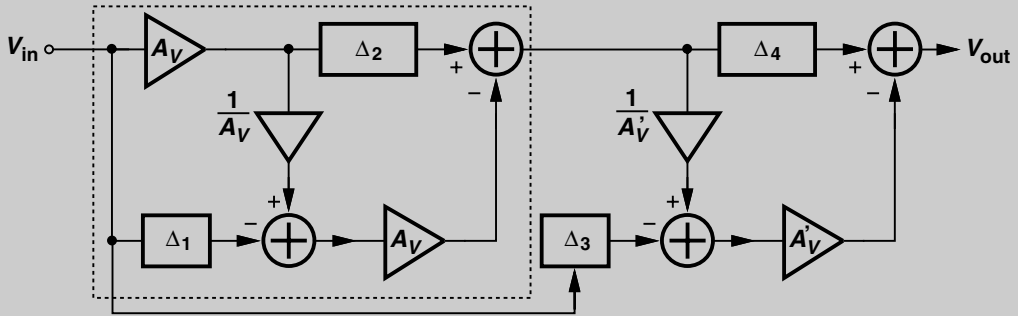 V_in
A_V
Δ_2
+
−
1/A_V
+
−
Δ_1
A_V
1/A'_V
Δ_4
+
−
V_out
+
−
Δ_3
A'_V